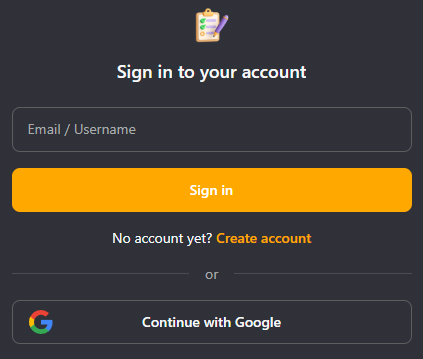 Sign in to your account
Email / Username
Sign in
No account yet? Create account
or
Continue with Google